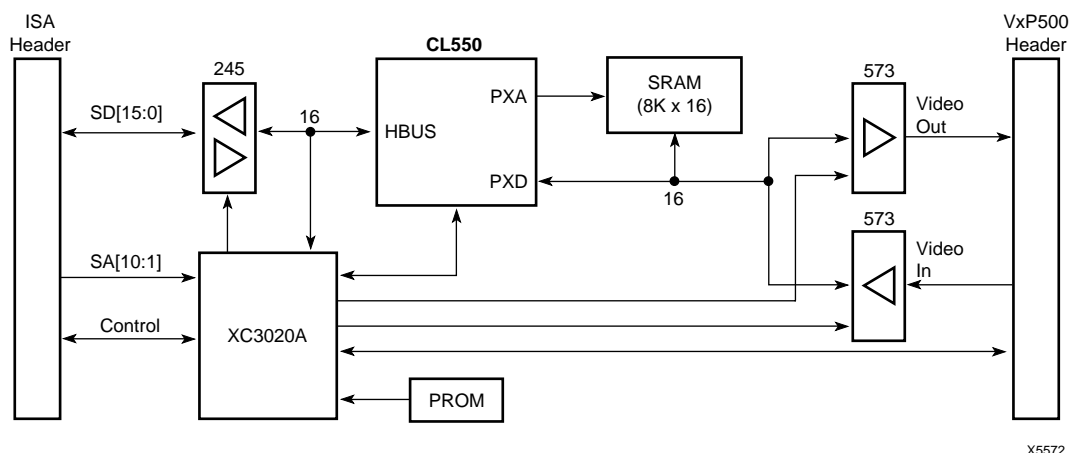 ISA
Header
VxP500
Header
CL550
245
573
SRAM
(8K x 16)
PXA
Video
Out
SD[15:0]
16
HBUS
PXD
16
573
Video
In
SA[10:1]
Control
XC3020A
PROM
X5572